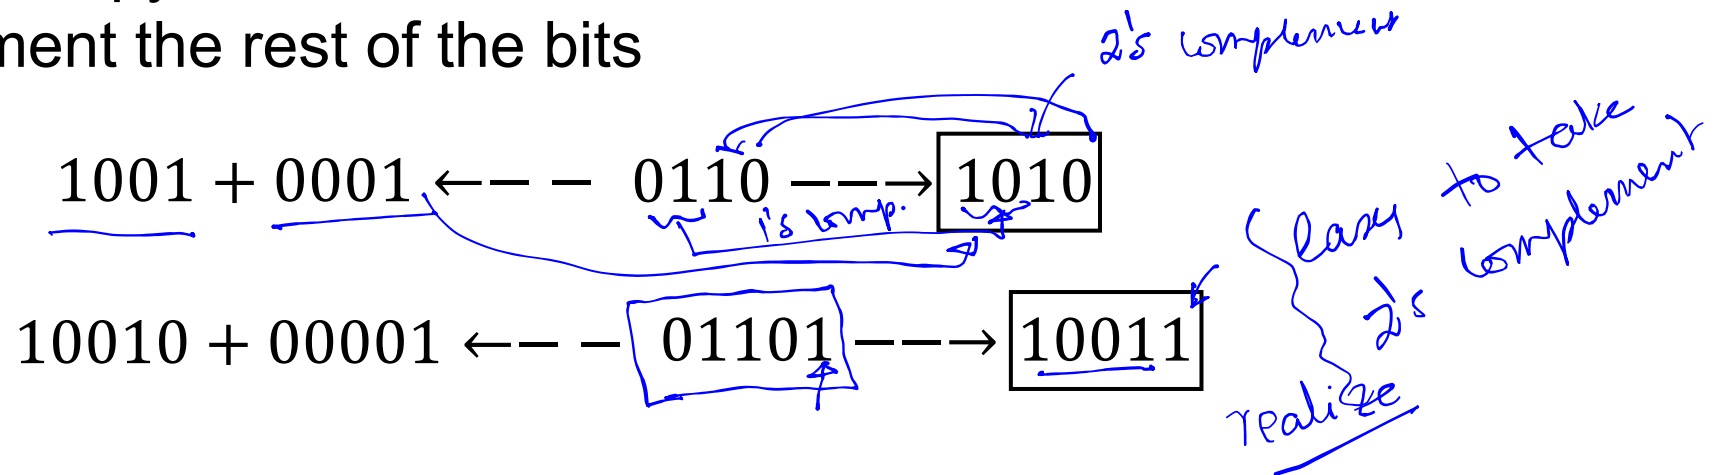 ment the rest of the bits
2's complement
1001 + 0001 ←− − 0110 −−→ 1010
1's comp.
10010 + 00001 ←− − 01101 −−→ 10011
easy to take
2's complement
realize